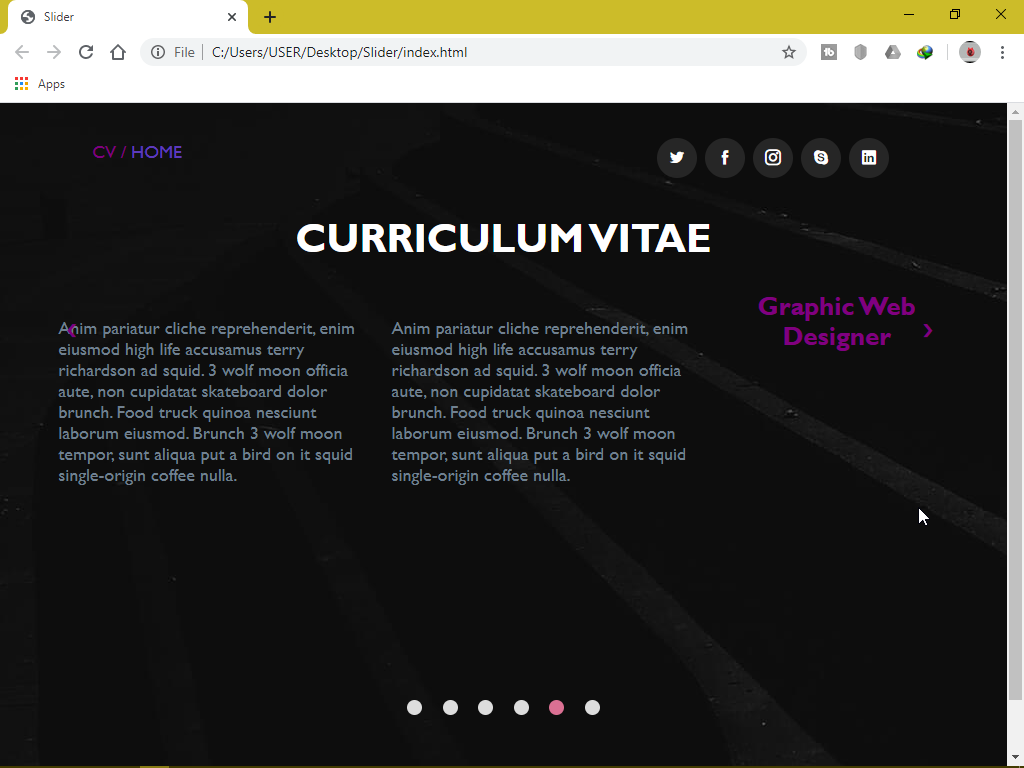 Slider
File
C:/Users/USER/Desktop/Slider/index.html
Apps
CV / HOME
CURRICULUM VITAE
Anim pariatur cliche reprehenderit, enim
eiusmod high life accusamus terry
richardson ad squid. 3 wolf moon officia
aute, non cupidatat skateboard dolor
brunch. Food truck quinoa nesciunt
laborum eiusmod. Brunch 3 wolf moon
tempor, sunt aliqua put a bird on it squid
single-origin coffee nulla.
Anim pariatur cliche reprehenderit, enim
eiusmod high life accusamus terry
richardson ad squid. 3 wolf moon officia
aute, non cupidatat skateboard dolor
brunch. Food truck quinoa nesciunt
laborum eiusmod. Brunch 3 wolf moon
tempor, sunt aliqua put a bird on it squid
single-origin coffee nulla.
Graphic Web
Designer